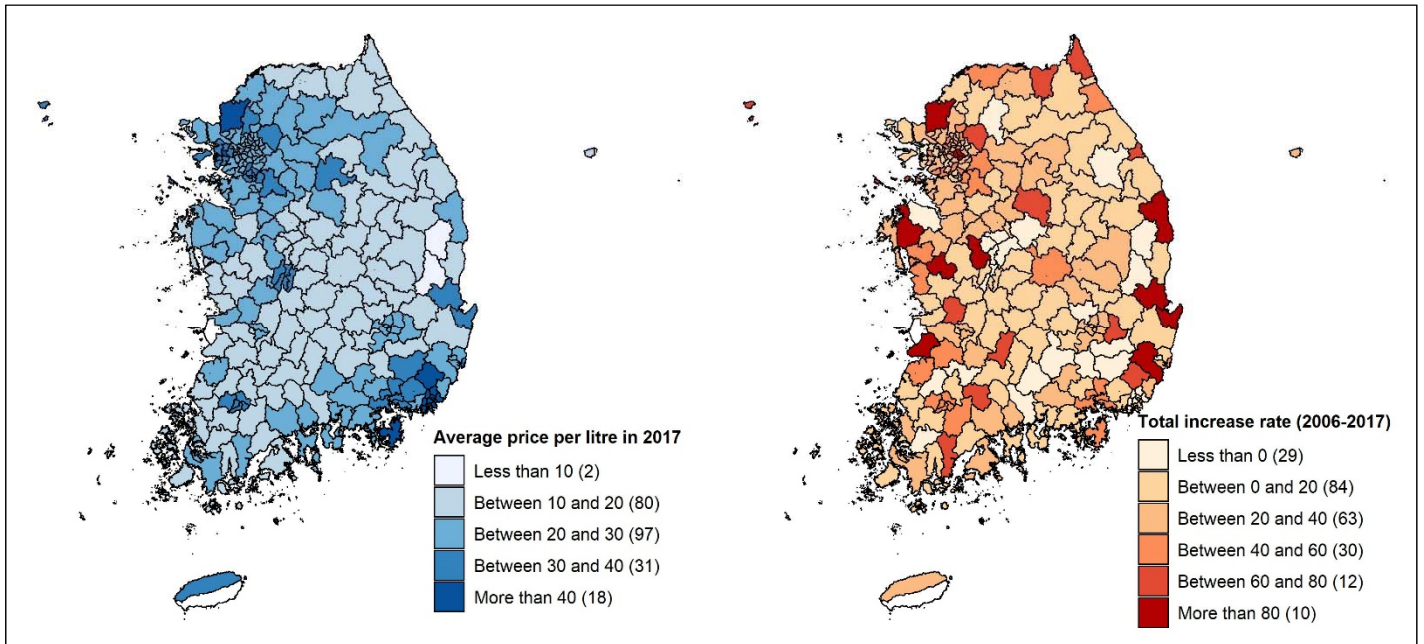 Average price per litre in 2017
Less than 10 (2)
Between 10 and 20 (80)
Between 20 and 30 (97)
Between 30 and 40 (31)
More than 40 (18)
Total increase rate (2006-2017)
Less than 0 (29)
Between 0 and 20 (84)
Between 20 and 40 (63)
Between 40 and 60 (30)
Between 60 and 80 (12)
More than 80 (10)